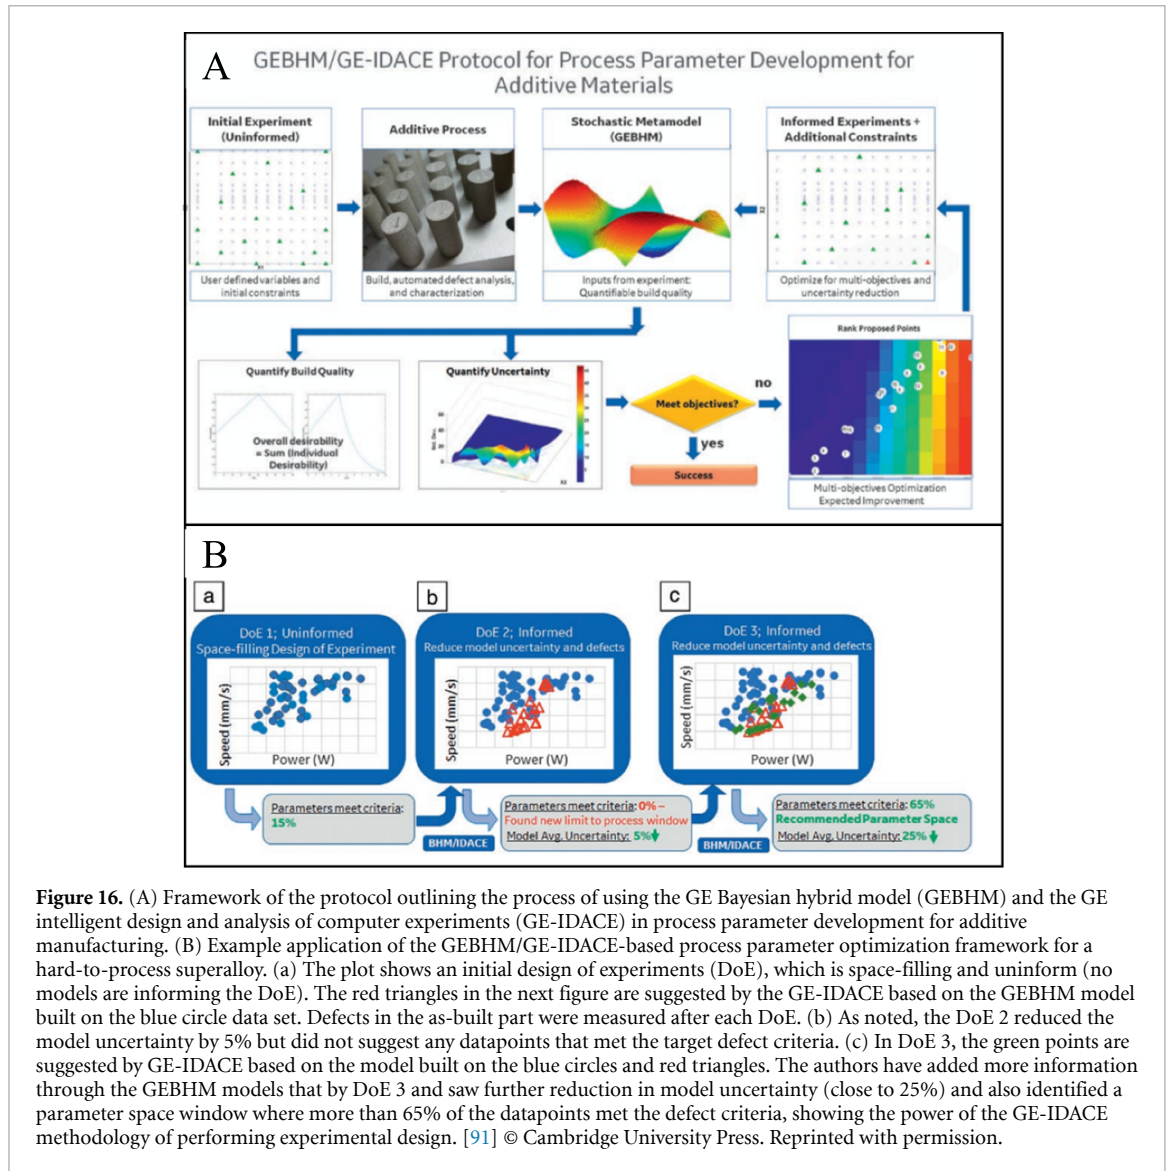 A
GEBHM/GE-IDACE Protocol for Process Parameter Development for
Additive Materials
Initial Experiment
(Uninformed)
X1
User defined variables and
initial constraints
Additive Process
Build, automated defect analysis,
and characterization
Stochastic Metamodel
(GEBHM)
Inputs from experiment:
Quantifiable build quality
Informed Experiments +
Additional Constraints
X2
Optimize for multi-objectives and
uncertainty reduction
Quantify Build Quality
Overall desirability
= Sum (Individual
Desirability)
Quantify Uncertainty
X2
Meet objectives?
no
yes
Success
Rank Proposed Points
Multi-objectives Optimization
Expected Improvement
B
a
DoE 1; Uninformed
Space-filling Design of Experiment
Speed (mm/s)
Power (W)
Parameters meet criteria:
15%
BHM/IDACE
b
DoE 2; Informed
Reduce model uncertainty and defects
Speed (mm/s)
Power (W)
Parameters meet criteria: 0% –
Found new limit to process window
Model Avg. Uncertainty: 5%
BHM/IDACE
c
DoE 3; Informed
Reduce model uncertainty and defects
Speed (mm/s)
Power (W)
Parameters meet criteria: 65%
Recommended Parameter Space
Model Avg. Uncertainty: 25%
Figure 16. (A) Framework of the protocol outlining the process of using the GE Bayesian hybrid model (GEBHM) and the GE
intelligent design and analysis of computer experiments (GE-IDACE) in process parameter development for additive
manufacturing. (B) Example application of the GEBHM/GE-IDACE-based process parameter optimization framework for a
hard-to-process superalloy. (a) The plot shows an initial design of experiments (DoE), which is space-filling and uninform (no
models are informing the DoE). The red triangles in the next figure are suggested by the GE-IDACE based on the GEBHM model
built on the blue circle data set. Defects in the as-built part were measured after each DoE. (b) As noted, the DoE 2 reduced the
model uncertainty by 5% but did not suggest any datapoints that met the target defect criteria. (c) In DoE 3, the green points are
suggested by GE-IDACE based on the model built on the blue circles and red triangles. The authors have added more information
through the GEBHM models that by DoE 3 and saw further reduction in model uncertainty (close to 25%) and also identified a
parameter space window where more than 65% of the datapoints met the defect criteria, showing the power of the GE-IDACE
methodology of performing experimental design. [91] © Cambridge University Press. Reprinted with permission.